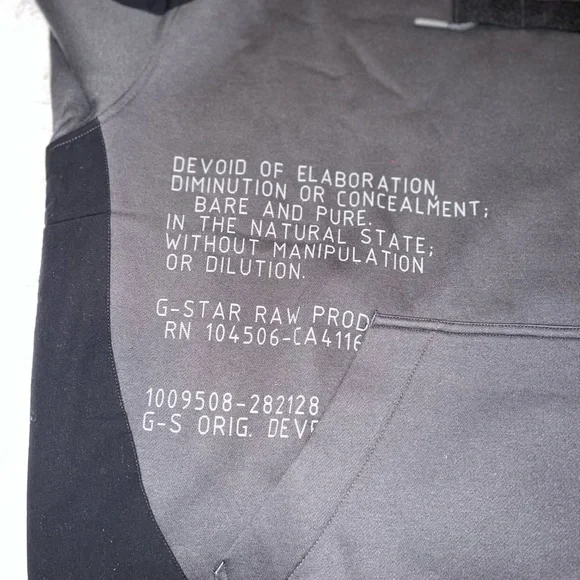 DEVOID OF ELABORATION,
DIMINUTION OR CONCEALMENT;
BARE AND PURE.
IN THE NATURAL STATE;
WITHOUT MANIPULATION
OR DILUTION.
G-STAR RAW PROD
RN 104506-CA4116
1009508-282128
G-S ORIG. DEVE